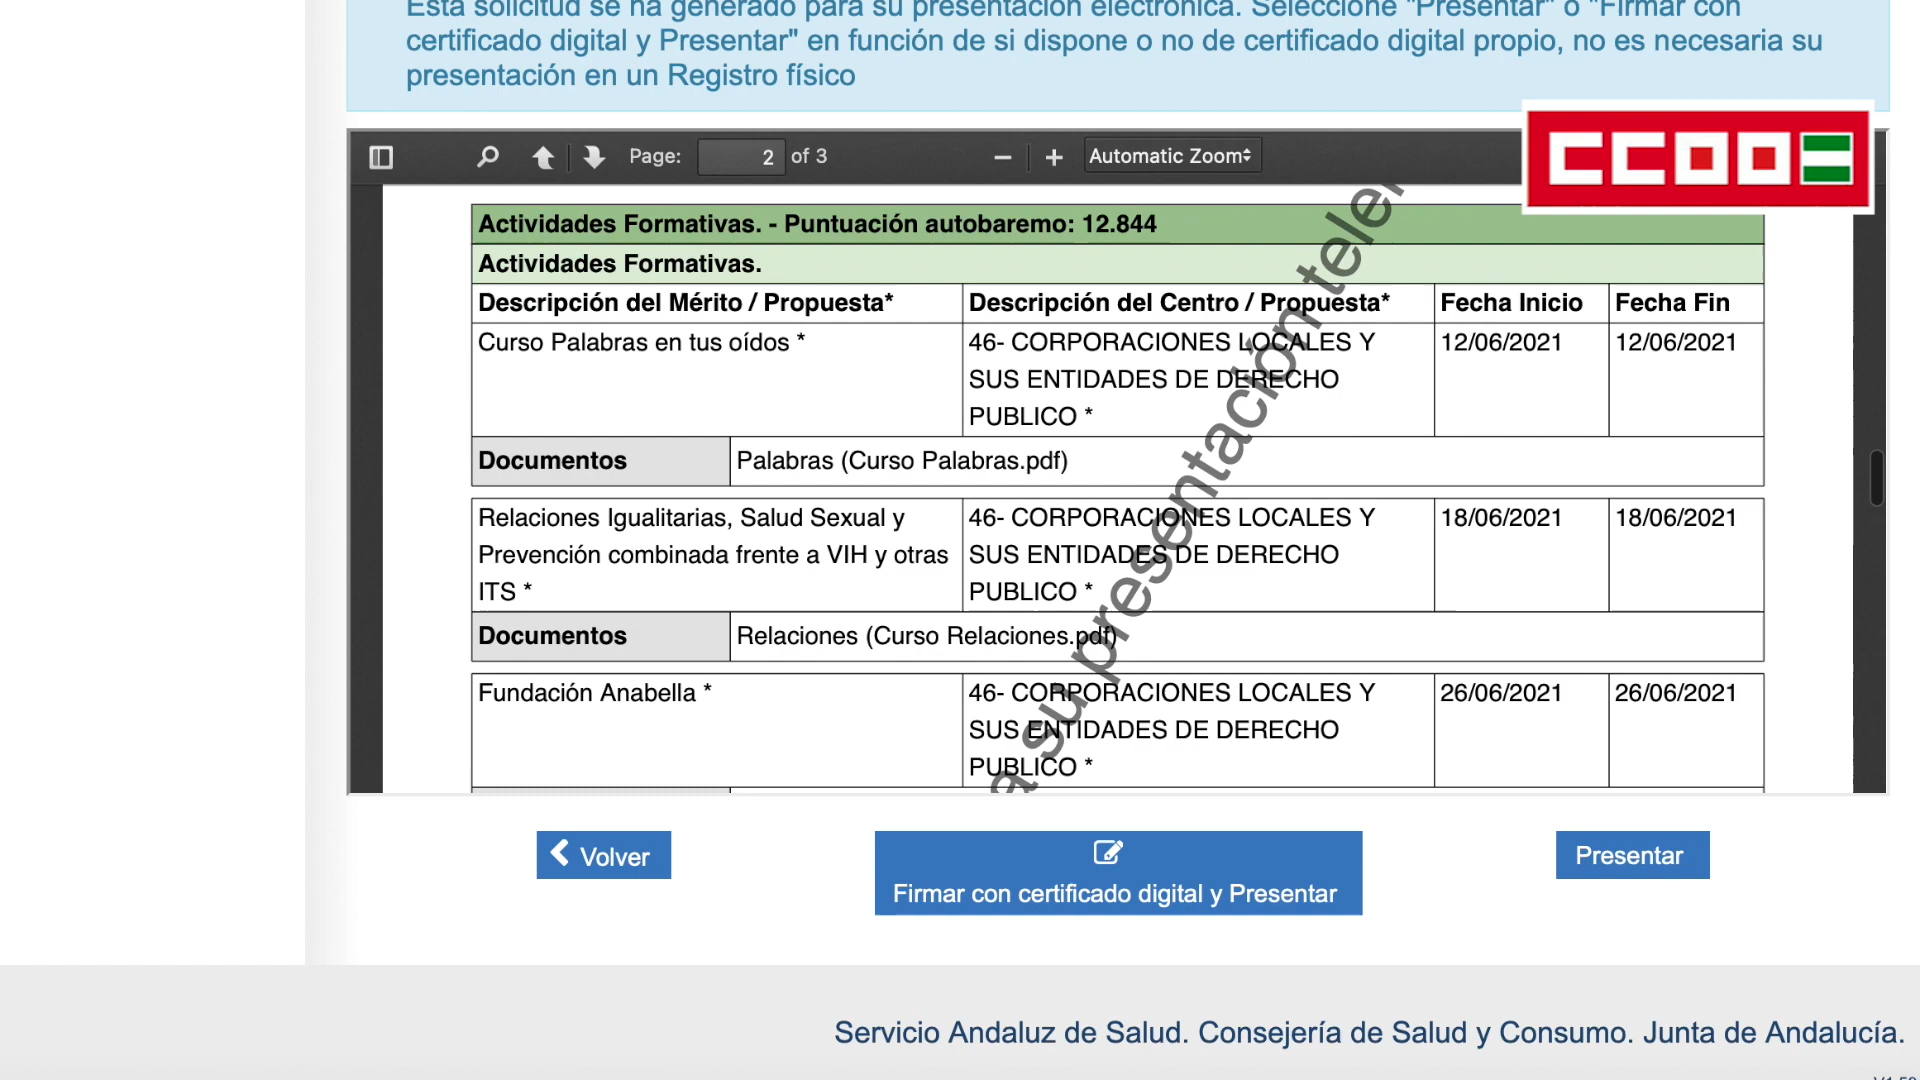 Esta solicitud se ha generado para su presentación electrónica. Seleccione "Presentar" o "Firmar con
certificado digital y Presentar" en función de si dispone o no de certificado digital propio, no es necesaria su
presentación en un Registro físico
CCOO
Page: 2 of 3
Automatic Zoom
Actividades Formativas. - Puntuación autobaremo: 12.844
Actividades Formativas.
Descripción del Mérito / Propuesta* Descripción del Centro / Propuesta* Fecha Inicio Fecha Fin
Curso Palabras en tus oídos * 46- CORPORACIONES LOCALES Y 12/06/2021 12/06/2021
SUS ENTIDADES DE DERECHO
PUBLICO *
Documentos Palabras (Curso Palabras.pdf)
Relaciones Igualitarias, Salud Sexual y 46- CORPORACIONES LOCALES Y 18/06/2021 18/06/2021
Prevención combinada frente a VIH y otras SUS ENTIDADES DE DERECHO
ITS * PUBLICO *
Documentos Relaciones (Curso Relaciones.pdf)
Fundación Anabella * 46- CORPORACIONES LOCALES Y 26/06/2021 26/06/2021
SUS ENTIDADES DE DERECHO
PUBLICO *
a su presentación teler
Volver
Firmar con certificado digital y Presentar
Presentar
Servicio Andaluz de Salud. Consejería de Salud y Consumo. Junta de Andalucía.